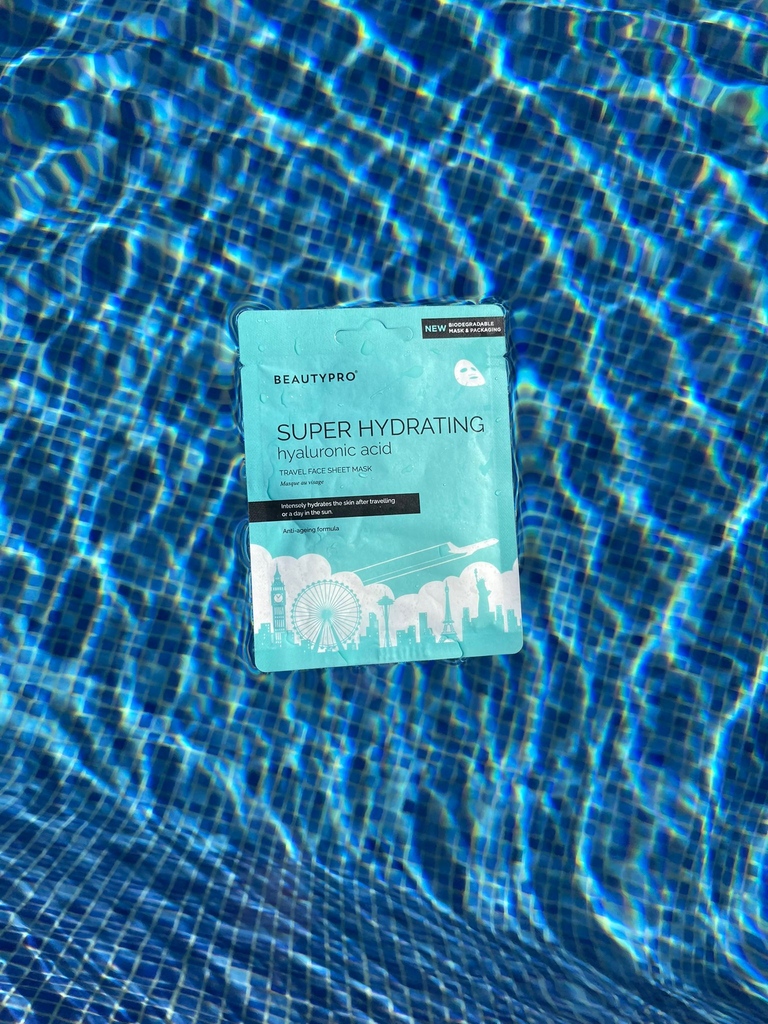 NEW BIODEGRADABLE
MASK & PACKAGING
BEAUTYPRO®
SUPER HYDRATING
hyaluronic acid
TRAVEL FACE SHEET MASK
Masque au visage
Intensely hydrates the skin after travelling
or a day in the sun.
Anti-ageing formula